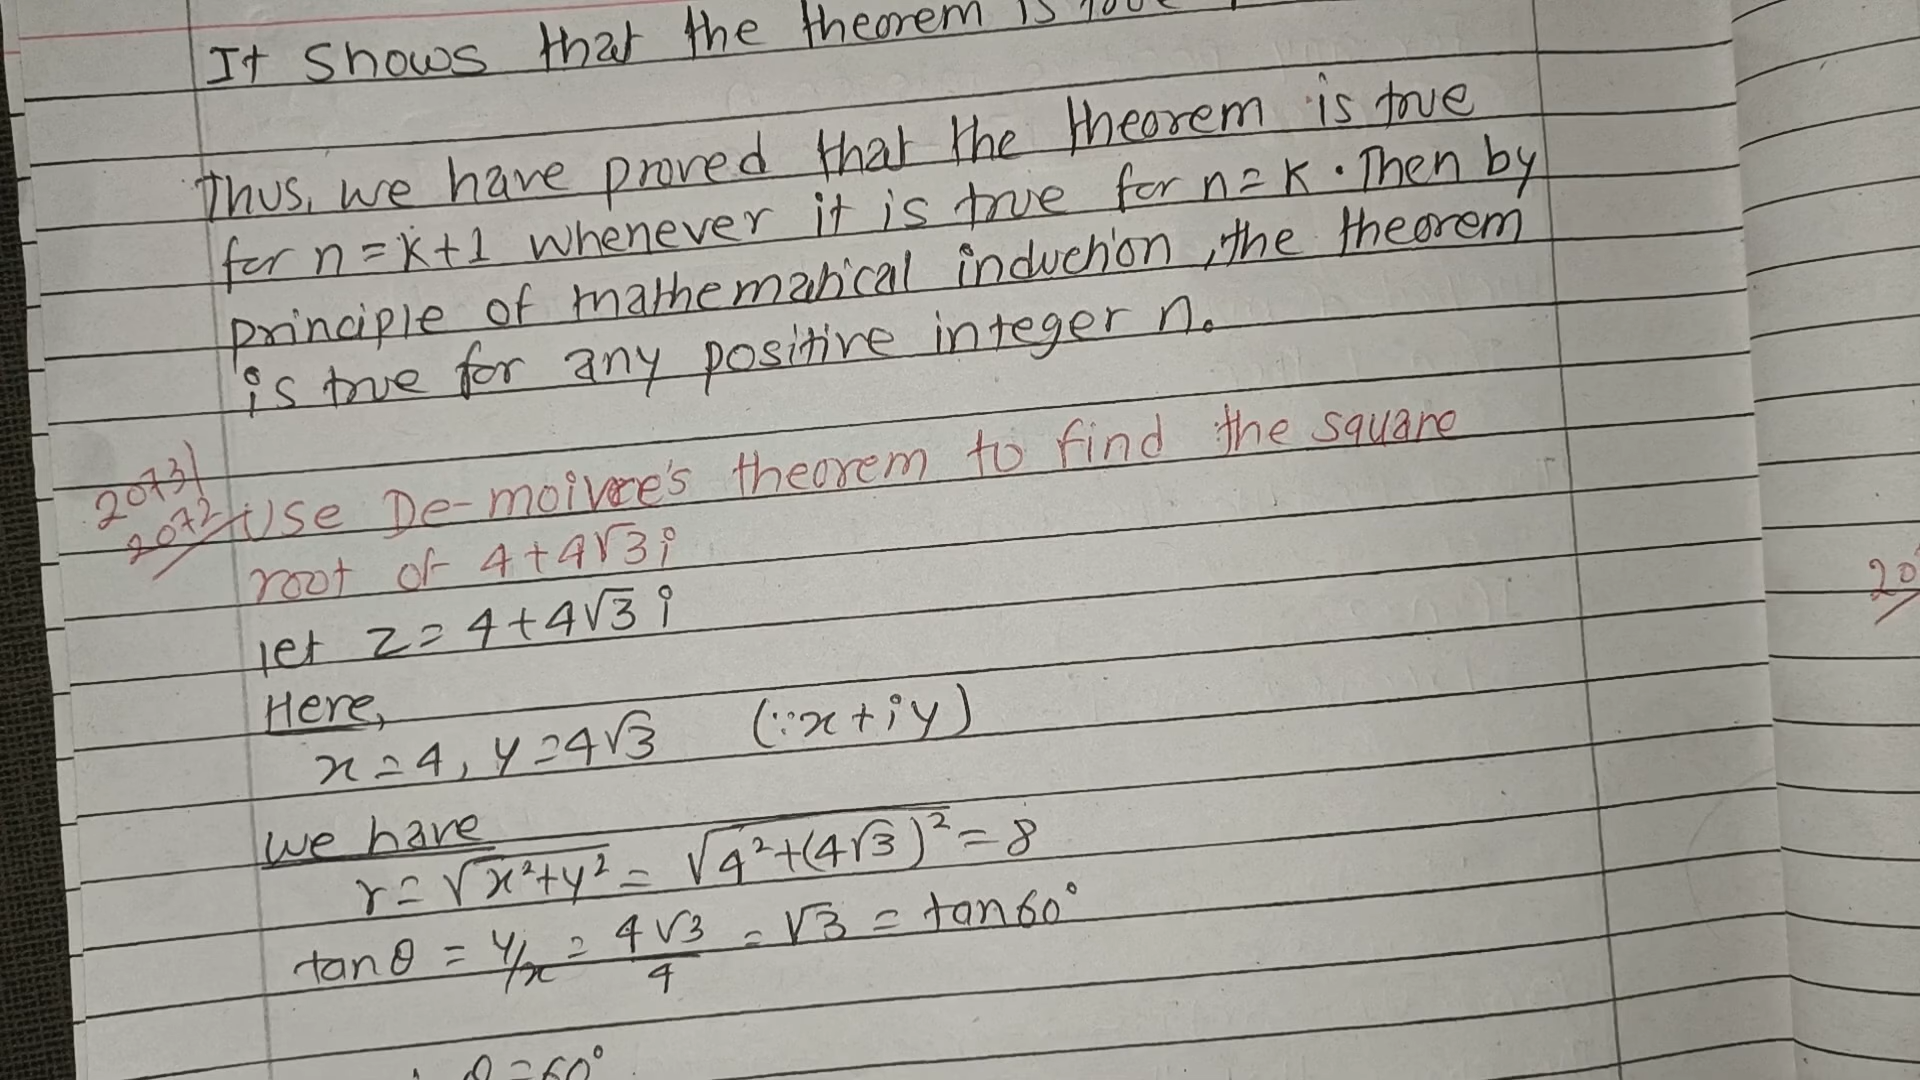 It shows that the theorem is
Thus, we have proved that the theorem is true
for n=k+1 whenever it is true for n=k. Then by
principle of mathematical induction, the theorem
is true for any positive integer n.
2073/
2072 Use De-moivre's theorem to find the square
root of 4+4√3i
let z=4+4√3i
Here,
x=4, y=4√3 (∵x+iy)
we have
r=√x²+y² = √4²+(4√3)² = 8
tanθ = y/x = 4√3/4 = √3 = tan60°
θ=60°
20